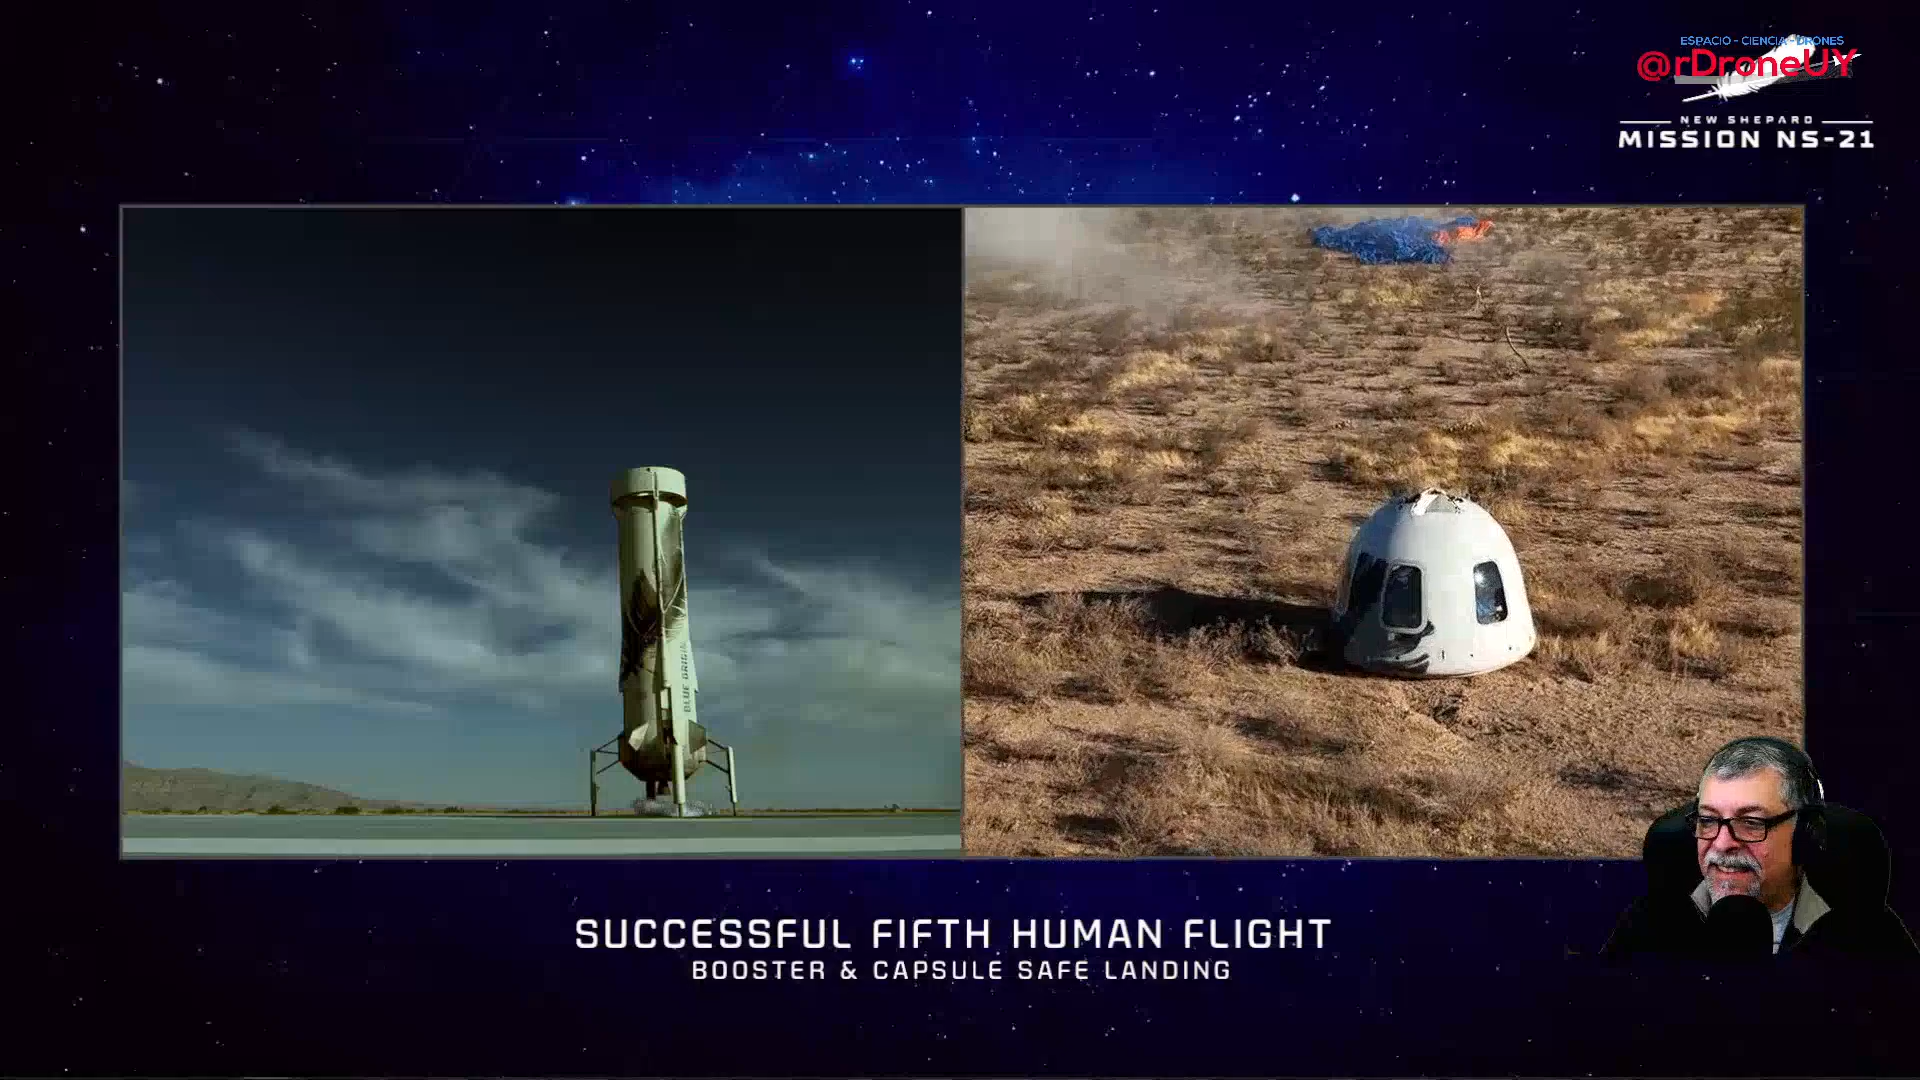 ESPACIO - CIENCIA - DRONES
@rDroneUY
NEW SHEPARD
MISSION NS-21
BLUE ORIGIN
SUCCESSFUL FIFTH HUMAN FLIGHT
BOOSTER & CAPSULE SAFE LANDING